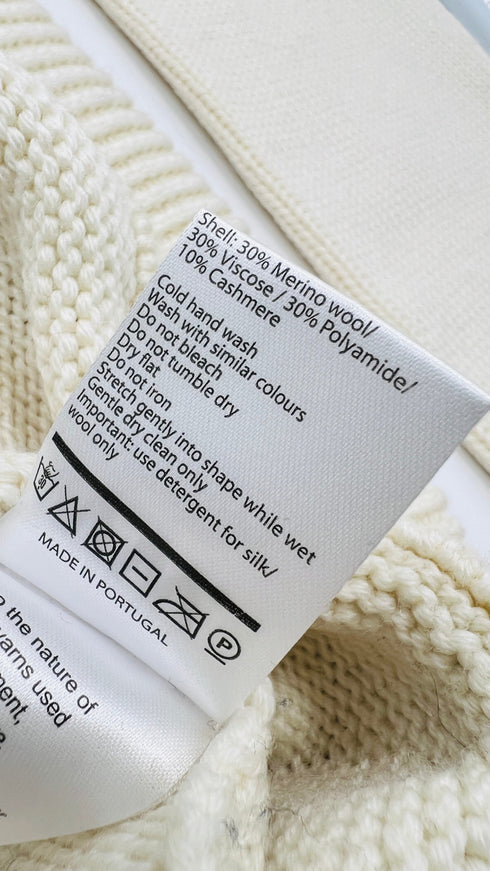 Shell: 30% Merino wool/
30% Viscose / 30% Polyamide/
10% Cashmere
Cold hand wash
Wash with similar colours
Do not bleach
Do not tumble dry
Dry flat
Do not iron
Stretch gently into shape while wet
Gentle dry clean only
Important: use detergent for silk/
wool only
30
P
MADE IN PORTUGAL
the nature of
yarns used